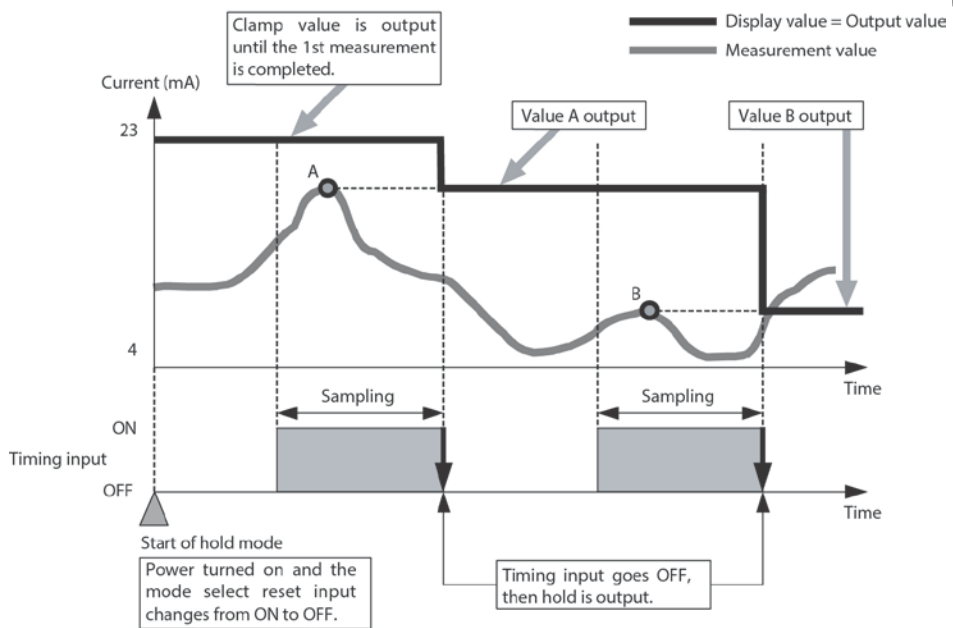 Clamp value is output
until the 1st measurement
is completed.
Display value = Output value
Measurement value
Current (mA)
23
Value A output
Value B output
A
B
4
Time
Sampling
Sampling
ON
Timing input
OFF
Time
Start of hold mode
Power turned on and the
mode select reset input
changes from ON to OFF.
Timing input goes OFF,
then hold is output.